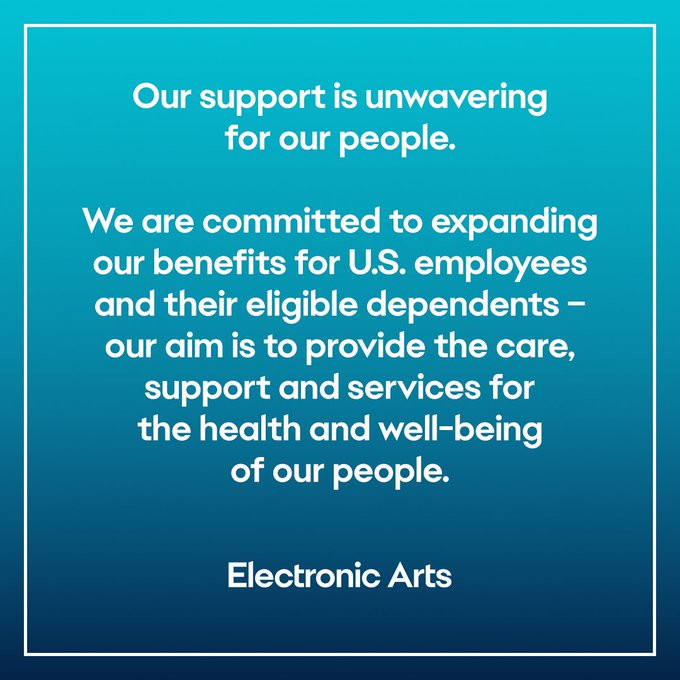 Our support is unwavering
for our people.
We are committed to expanding
our benefits for U.S. employees
and their eligible dependents –
our aim is to provide the care,
support and services for
the health and well-being
of our people.
Electronic Arts